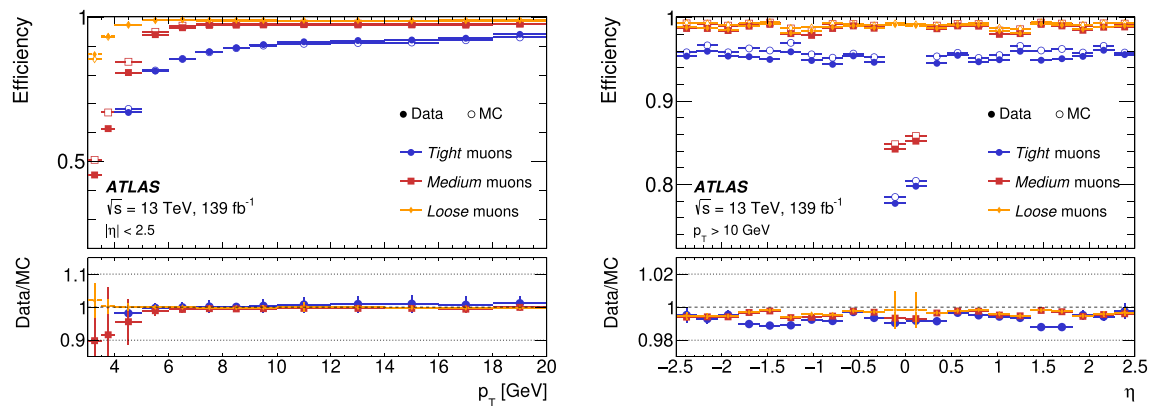 Efficiency
1
0.5
Data
MC
Tight muons
Medium muons
Loose muons
ATLAS
√s = 13 TeV, 139 fb⁻¹
|η| < 2.5
Data/MC
1.1
1
0.9
4 6 8 10 12 14 16 18 20
p_T [GeV]
Efficiency
1
0.9
0.8
Data
MC
Tight muons
Medium muons
Loose muons
ATLAS
√s = 13 TeV, 139 fb⁻¹
p_T > 10 GeV
Data/MC
1.02
1
0.98
−2.5 −2 −1.5 −1 −0.5 0 0.5 1 1.5 2 2.5
η